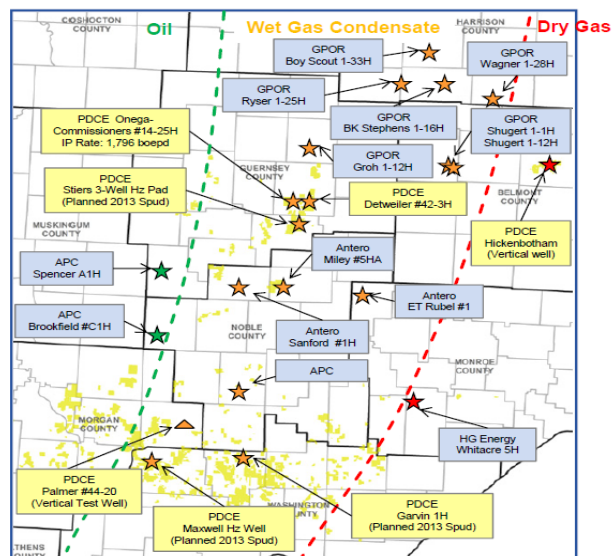 COSHOCTON
COUNTY
Oil
Wet Gas Condensate
HARRISON
COUNTY
Dry Gas
GPOR
Boy Scout 1-33H
GPOR
Wagner 1-28H
GPOR
Ryser 1-25H
GPOR
BK Stephens 1-16H
GPOR
Shugert 1-1H
Shugert 1-12H
PDCE Onega-
Commissioners #14-25H
IP Rate: 1,796 boepd
GPOR
Groh 1-12H
GUERNSEY
COUNTY
BELMONT
COUNTY
PDCE
Stiers 3-Well Hz Pad
(Planned 2013 Spud)
PDCE
Detweiler #42-3H
PDCE
Hickenbotham
(Vertical well)
MUSKINGUM
COUNTY
Antero
Miley #5HA
APC
Spencer A1H
Antero
ET Rubel #1
APC
Brookfield #C1H
Antero
Sanford #1H
NOBLE
COUNTY
APC
MONROE
COUNTY
MORGAN
COUNTY
HG Energy
Whitacre 5H
PDCE
Palmer #44-20
(Vertical Test Well)
PDCE
Maxwell Hz Well
(Planned 2013 Spud)
WASHINGTON
UNTY
PDCE
Garvin 1H
(Planned 2013 Spud)
THENS
COUNTY